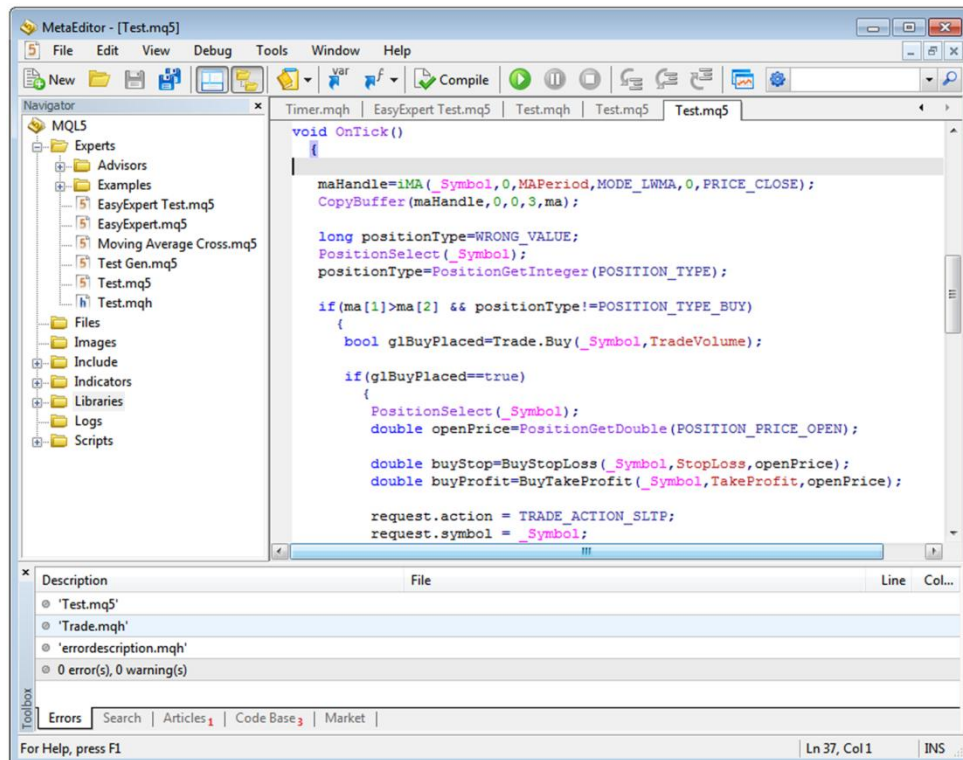 MetaEditor - [Test.mq5]
File Edit View Debug Tools Window Help
New var f Compile
Navigator
MQL5
Experts
Advisors
Examples
EasyExpert Test.mq5
EasyExpert.mq5
Moving Average Cross.mq5
Test Gen.mq5
Test.mq5
Test.mqh
Files
Images
Include
Indicators
Libraries
Logs
Scripts
Timer.mqh | EasyExpert Test.mq5 | Test.mqh | Test.mq5 | Test.mq5
void OnTick()
{
maHandle=iMA(_Symbol,0,MAPeriod,MODE_LWMA,0,PRICE_CLOSE);
CopyBuffer(maHandle,0,0,3,ma);
long positionType=WRONG_VALUE;
PositionSelect(_Symbol);
positionType=PositionGetInteger(POSITION_TYPE);
if(ma[1]>ma[2] && positionType!=POSITION_TYPE_BUY)
{
bool glBuyPlaced=Trade.Buy(_Symbol,TradeVolume);
if(glBuyPlaced==true)
{
PositionSelect(_Symbol);
double openPrice=PositionGetDouble(POSITION_PRICE_OPEN);
double buyStop=BuyStopLoss(_Symbol,StopLoss,openPrice);
double buyProfit=BuyTakeProfit(_Symbol,TakeProfit,openPrice);
request.action = TRADE_ACTION_SLTP;
request.symbol = _Symbol;
Description File Line Col...
'Test.mq5'
'Trade.mqh'
'errordescription.mqh'
0 error(s), 0 warning(s)
Toolbox
Errors | Search | Articles 1 | Code Base 3 | Market |
For Help, press F1 Ln 37, Col 1 INS